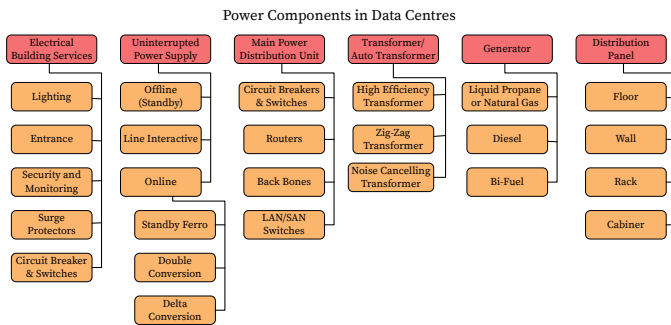 Power Components in Data Centres
Electrical
Building Services
Lighting
Entrance
Security and
Monitoring
Surge
Protectors
Circuit Breaker
& Switches
Uninterrupted
Power Supply
Offline
(Standby)
Line Interactive
Online
Standby Ferro
Double
Conversion
Delta
Conversion
Main Power
Distribution Unit
Circuit Breakers
& Switches
Routers
Back Bones
LAN/SAN
Switches
Transformer/
Auto Transformer
High Efficiency
Transformer
Zig-Zag
Transformer
Noise Cancelling
Transformer
Generator
Liquid Propane
or Natural Gas
Diesel
Bi-Fuel
Distribution
Panel
Floor
Wall
Rack
Cabiner